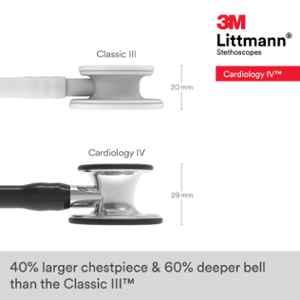 3M
Littmann®
Stethoscopes
Cardiology IV™
Classic III
20 mm
Cardiology IV
29 mm
40% larger chestpiece & 60% deeper bell
than the Classic III™